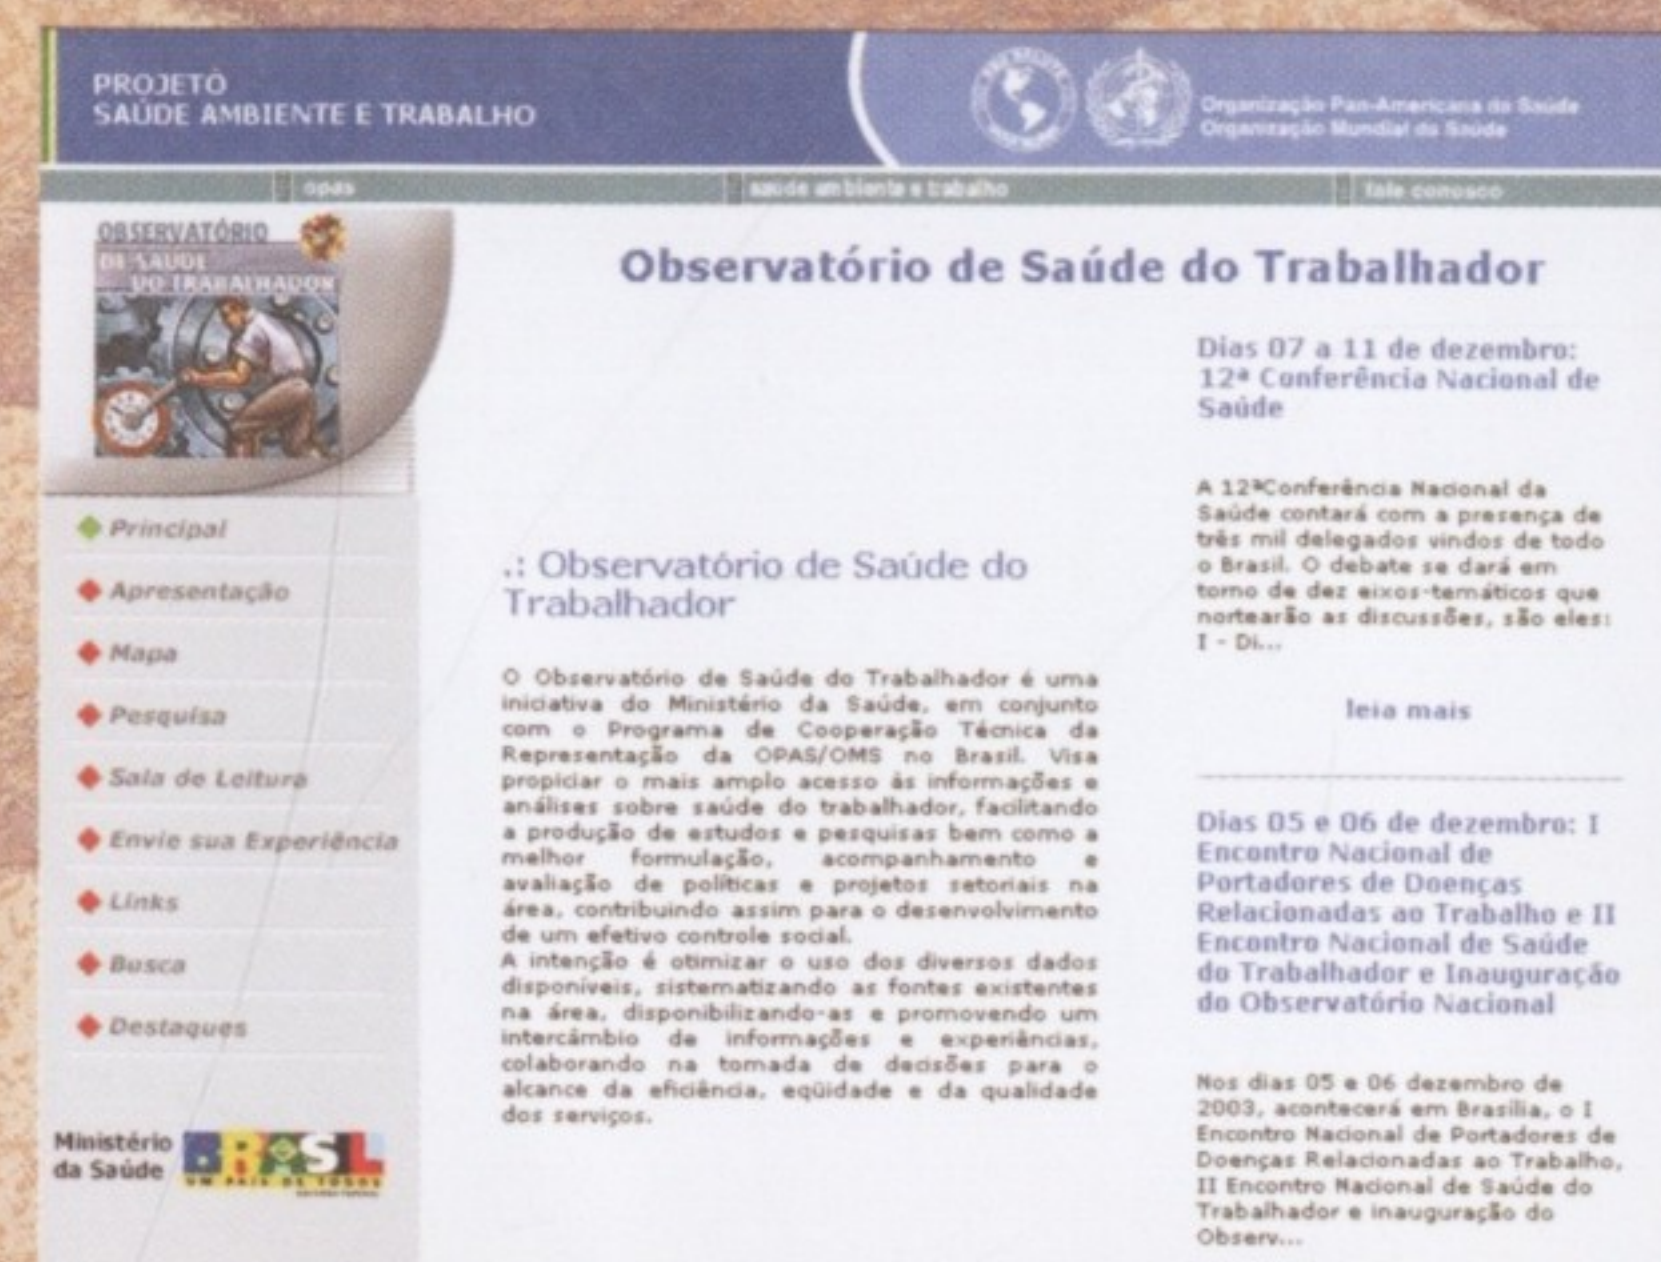 PROJETO
SAÚDE AMBIENTE E TRABALHO
Organização Pan-Americana da Saúde
Organização Mundial da Saúde
opas
saúde ambiente e trabalho
fale conosco
OBSERVATÓRIO
DE SAÚDE
DO TRABALHADOR
Principal
Apresentação
Mapa
Pesquisa
Sala de Leitura
Envie sua Experiência
Links
Busca
Destaques
Ministério
da Saúde
BRASIL
UM PAÍS DE TODOS
GOVERNO FEDERAL
Observatório de Saúde do Trabalhador
.: Observatório de Saúde do
Trabalhador
O Observatório de Saúde do Trabalhador é uma
iniciativa do Ministério da Saúde, em conjunto
com o Programa de Cooperação Técnica da
Representação da OPAS/OMS no Brasil. Visa
propiciar o mais amplo acesso às informações e
análises sobre saúde do trabalhador, facilitando
a produção de estudos e pesquisas bem como a
melhor formulação, acompanhamento e
avaliação de políticas e projetos setoriais na
área, contribuindo assim para o desenvolvimento
de um efetivo controle social.
A intenção é otimizar o uso dos diversos dados
disponíveis, sistematizando as fontes existentes
na área, disponibilizando-as e promovendo um
intercâmbio de informações e experiências,
colaborando na tomada de decisões para o
alcance da eficiência, eqüidade e da qualidade
dos serviços.
Dias 07 a 11 de dezembro:
12ª Conferência Nacional de
Saúde
A 12ªConferência Nacional da
Saúde contará com a presença de
três mil delegados vindos de todo
o Brasil. O debate se dará em
torno de dez eixos-temáticos que
nortearão as discussões, são eles:
I - Di...
leia mais
Dias 05 e 06 de dezembro: I
Encontro Nacional de
Portadores de Doenças
Relacionadas ao Trabalho e II
Encontro Nacional de Saúde
do Trabalhador e Inauguração
do Observatório Nacional
Nos dias 05 e 06 dezembro de
2003, acontecerá em Brasília, o I
Encontro Nacional de Portadores de
Doenças Relacionadas ao Trabalho,
II Encontro Nacional de Saúde do
Trabalhador e inauguração do
Observ...